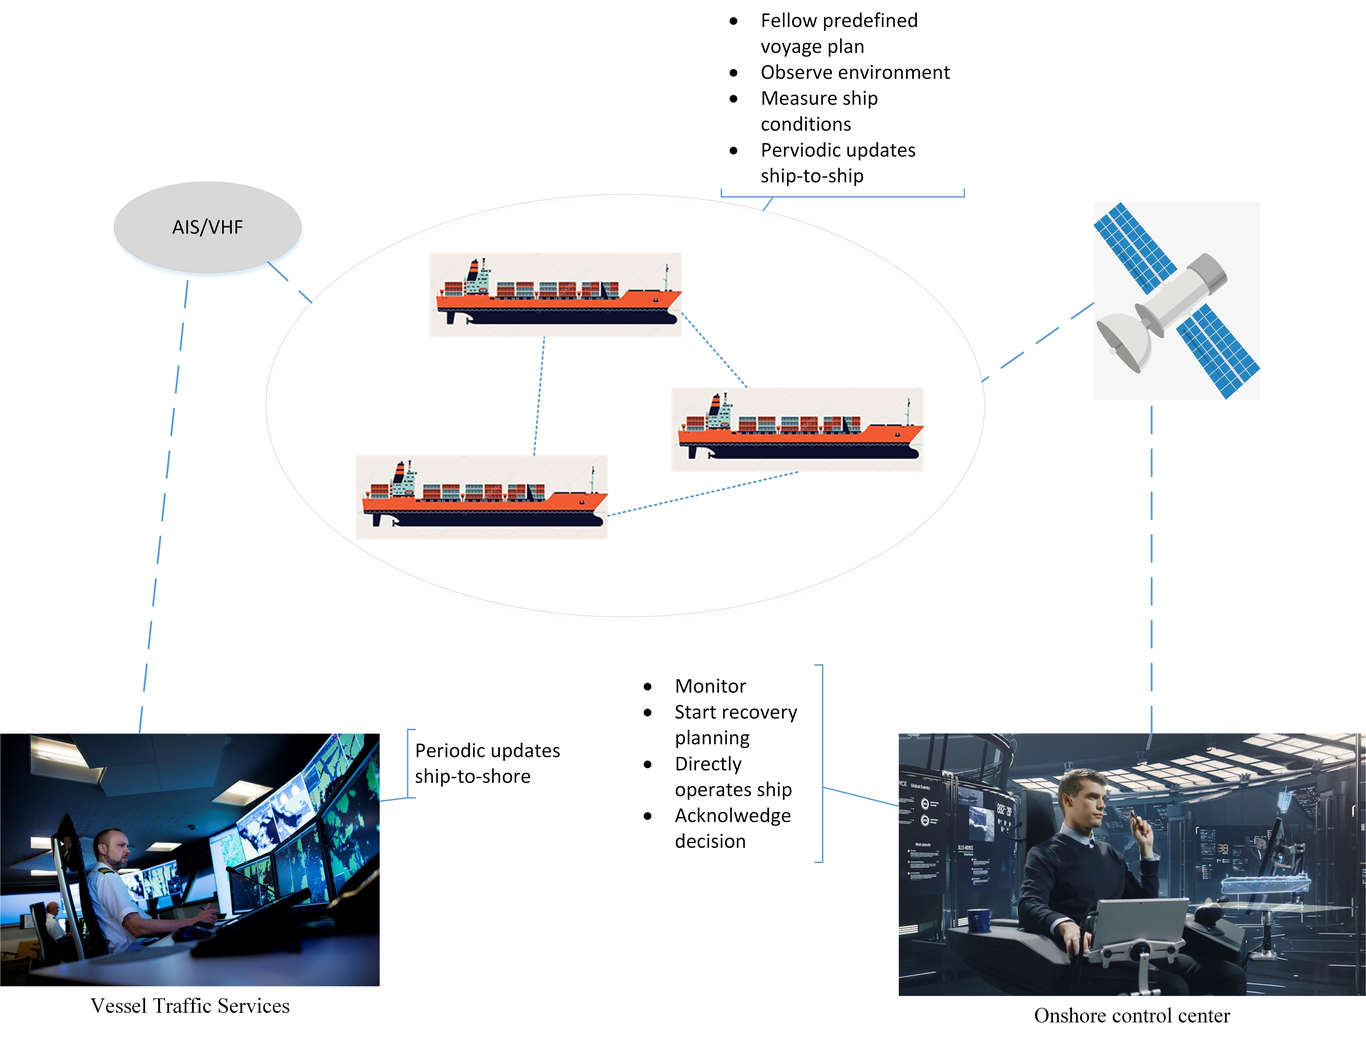 • Fellow predefined
voyage plan
• Observe environment
• Measure ship
conditions
• Perviodic updates
ship-to-ship
AIS/VHF
• Monitor
• Start recovery
planning
• Directly
operates ship
• Acknolwedge
decision
Periodic updates
ship-to-shore
Vessel Traffic Services
Onshore control center